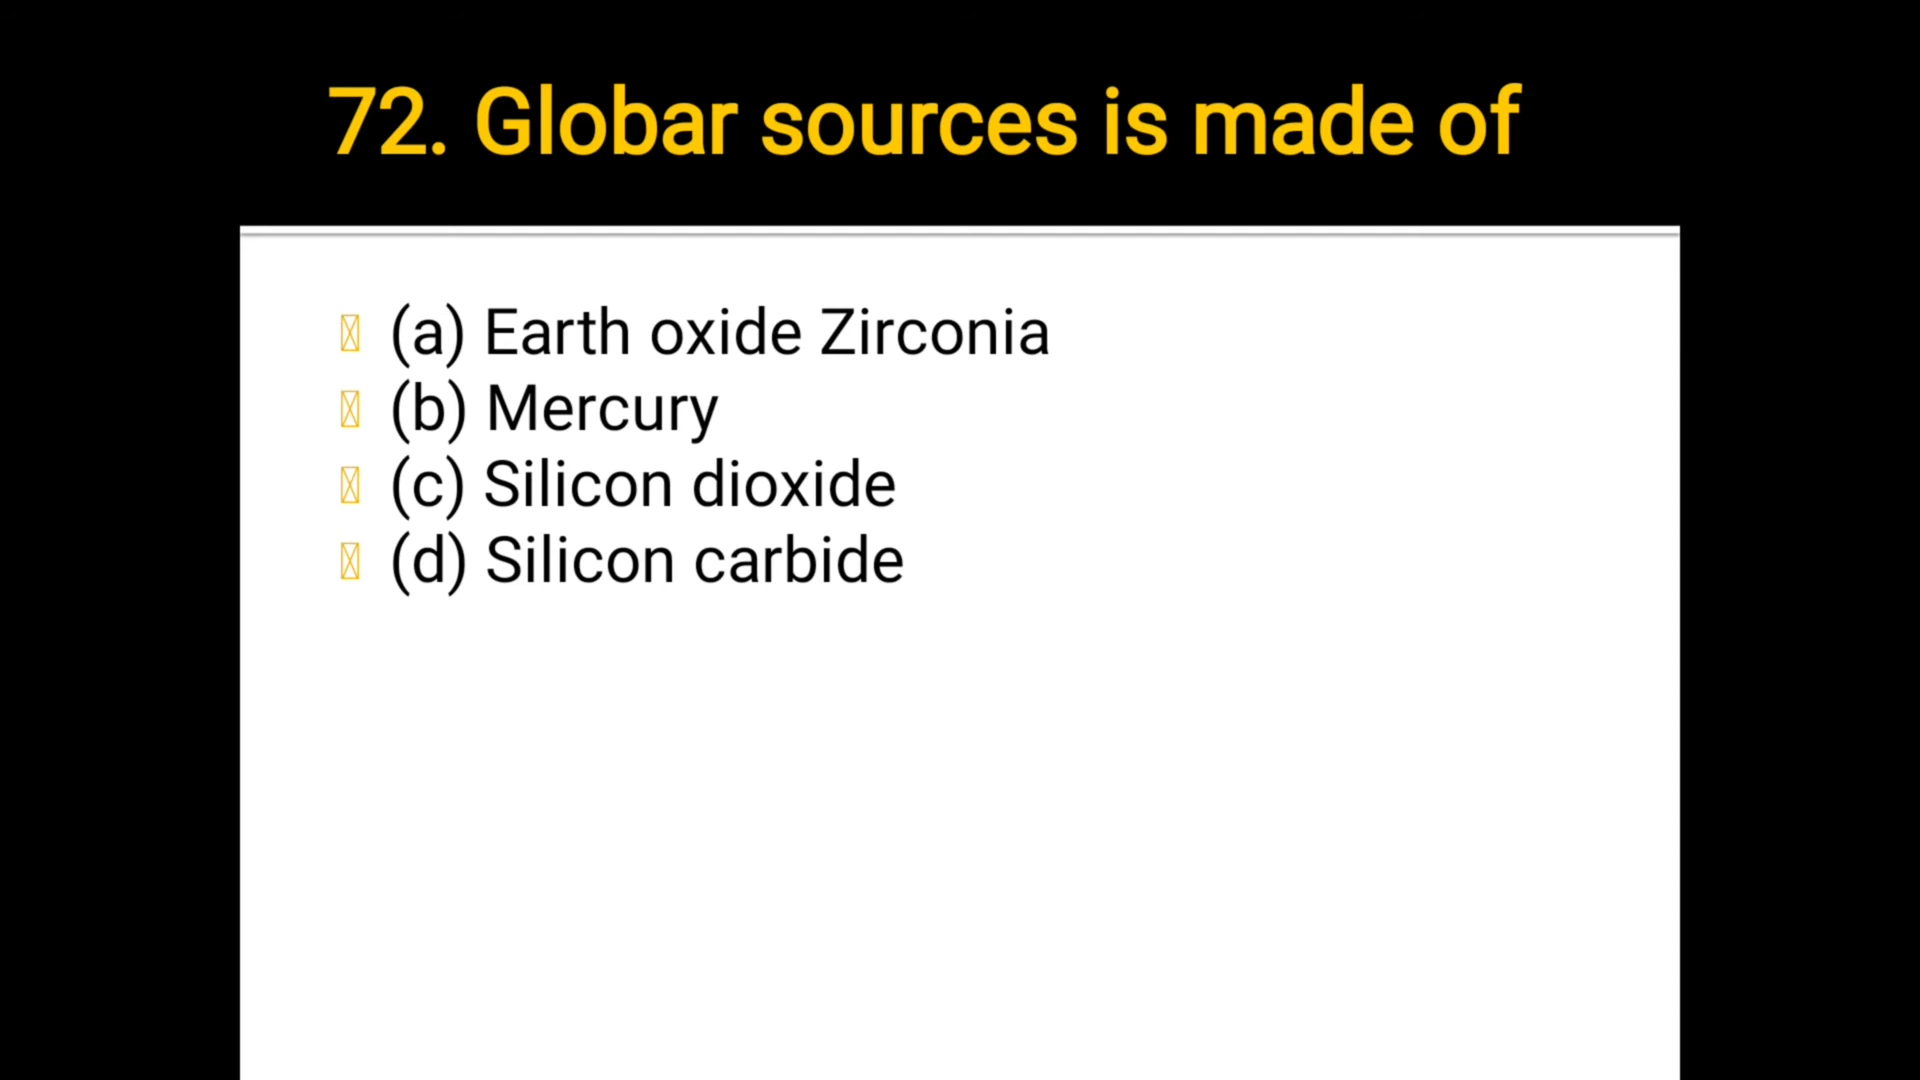 72. Globar sources is made of
(a) Earth oxide Zirconia
(b) Mercury
(c) Silicon dioxide
(d) Silicon carbide